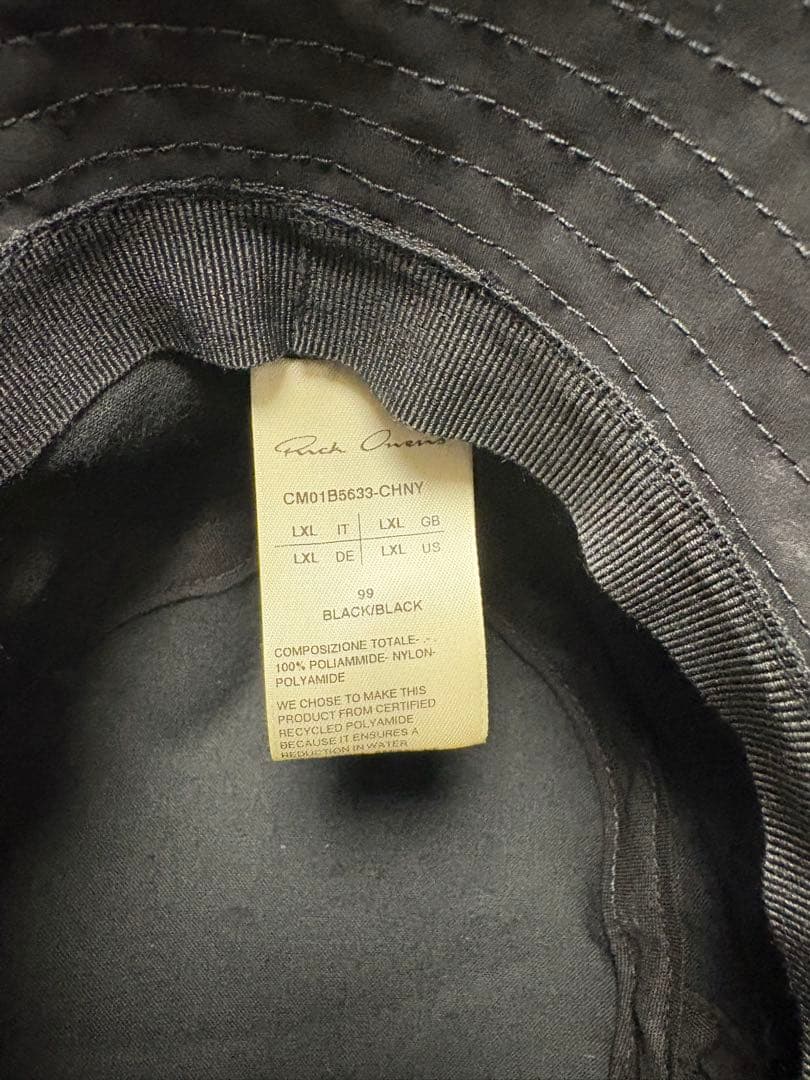 Rick Owens
CM01B5633-CHNY
LXL IT LXL GB
LXL DE LXL US
99
BLACK/BLACK
COMPOSIZIONE TOTALE- -
100% POLIAMMIDE- NYLON-
POLYAMIDE
WE CHOSE TO MAKE THIS
PRODUCT FROM CERTIFIED
RECYCLED POLYAMIDE
BECAUSE IT ENSURES A
REDUCTION IN WATER